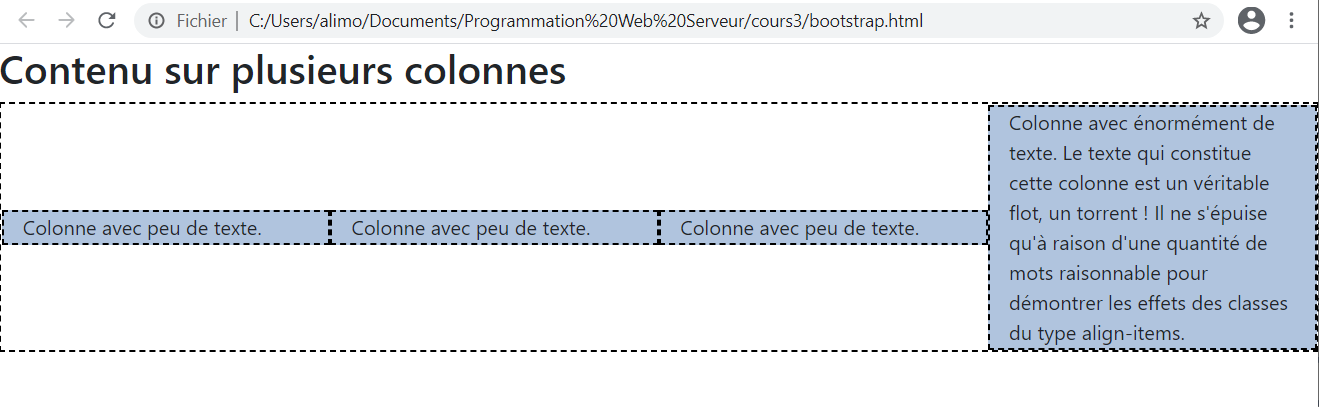 Fichier | C:/Users/alimo/Documents/Programmation%20Web%20Serveur/cours3/bootstrap.html
Contenu sur plusieurs colonnes
Colonne avec peu de texte.
Colonne avec peu de texte.
Colonne avec peu de texte.
Colonne avec énormément de
texte. Le texte qui constitue
cette colonne est un véritable
flot, un torrent ! Il ne s'épuise
qu'à raison d'une quantité de
mots raisonnable pour
démontrer les effets des classes
du type align-items.